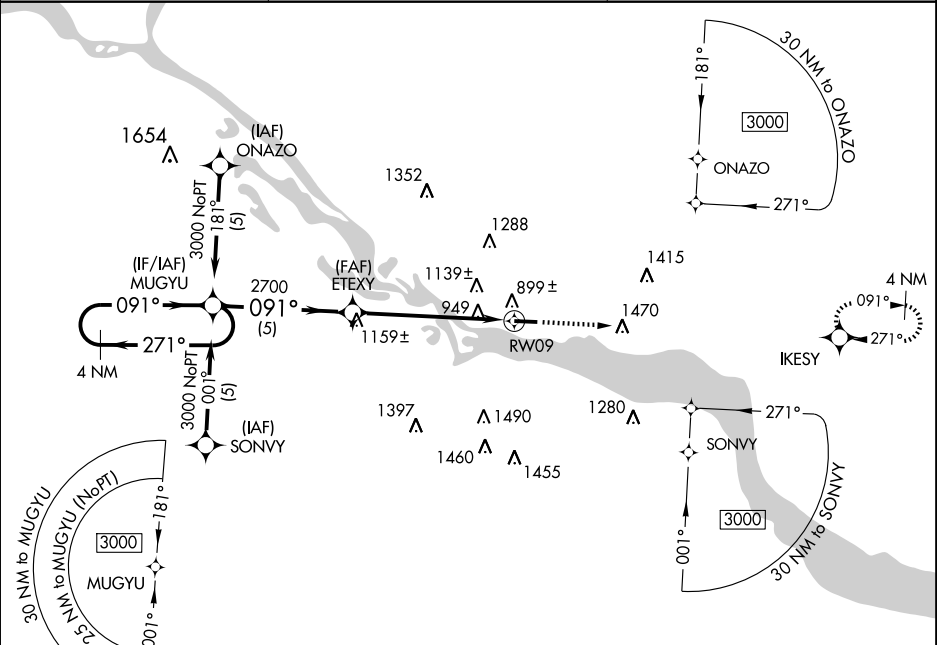 181°
30 NM to ONAZO
3000
ONAZO
271°
1654
(IAF)
ONAZO
3000 NoPT
181°
(5)
1352
1288
1415
1139±
899±
949
1470
RW09
(IF/IAF)
MUGYU
091°
2700
091°
(5)
(FAF)
ETEXY
1159±
271°
4 NM
3000 NoPT
001°
(5)
(IAF)
SONVY
4 NM
091°
271°
IKESY
1397
1490
1460
1455
1280
271°
SONVY
3000
001°
30 NM to SONVY
30 NM to MUGYU
25 NM to MUGYU (NoPT)
181°
3000
MUGYU
001°